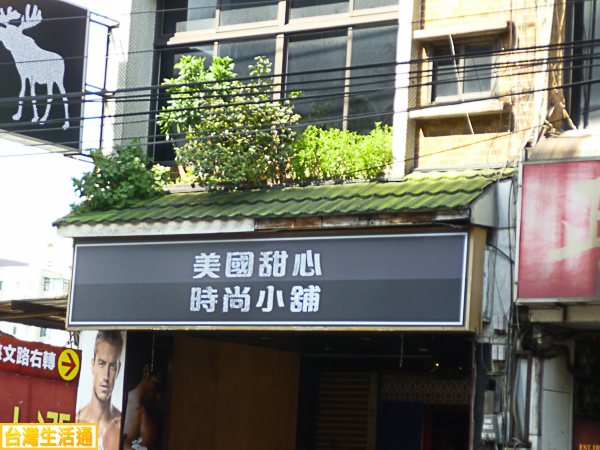 美國甜心
時尚小舖
文路右轉
台灣生活通